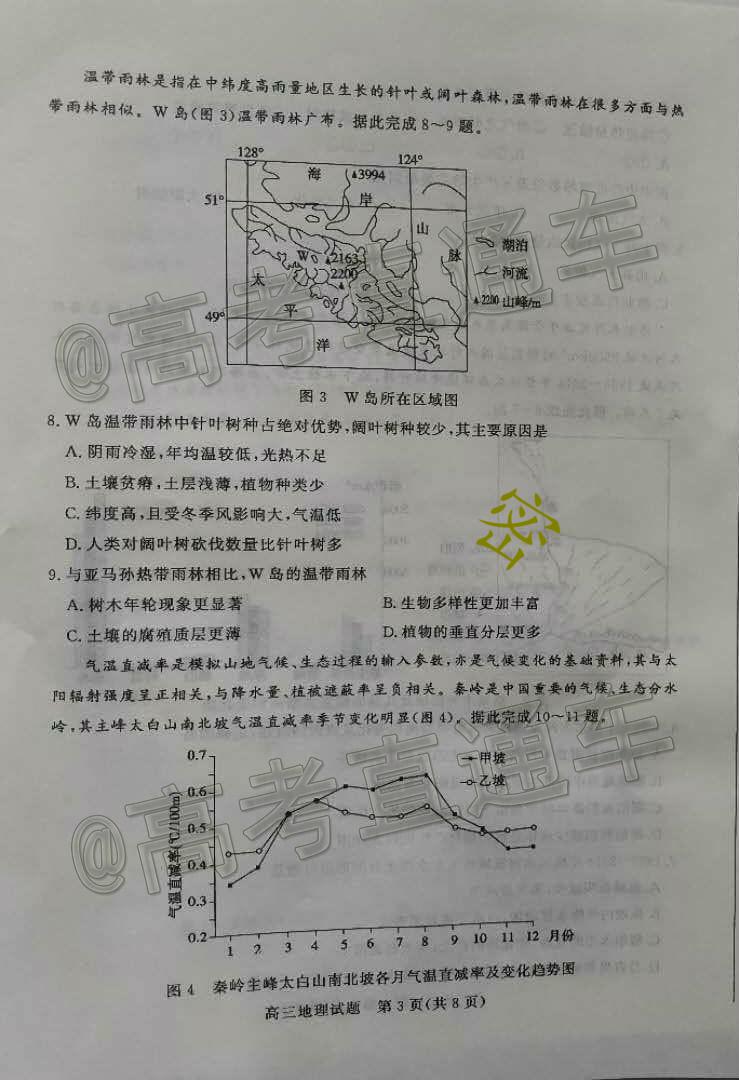 温带雨林是指在中纬度高雨量地区生长的针叶或阔叶森林,温带雨林在很多方面与热
带雨林相似。W岛(图3)温带雨林广布。据此完成8~9题。
128° 124°
海 ▲3994
51° 岸
山
湖泊
W ▲2163 脉
太 2200 河流
▲2200 山峰/m
49° 平
洋
图3 W岛所在区域图
8. W岛温带雨林中针叶树种占绝对优势,阔叶树种较少,其主要原因是
A. 阴雨冷湿,年均温较低,光热不足
B. 土壤贫瘠,土层浅薄,植物种类少
C. 纬度高,且受冬季风影响大,气温低
D. 人类对阔叶树砍伐数量比针叶树多
密
9. 与亚马孙热带雨林相比,W岛的温带雨林
A. 树木年轮现象更显著 B. 生物多样性更加丰富
C. 土壤的腐殖质层更薄 D. 植物的垂直分层更多
气温直减率是模拟山地气候、生态过程的输入参数,亦是气候变化的基础资料,其与太
阳辐射强度呈正相关,与降水量、植被遮蔽率呈负相关。秦岭是中国重要的气候、生态分水
岭,其主峰太白山南北坡气温直减率季节变化明显(图4)。据此完成10~11题。
气温直减率(℃/100m)
0.7
0.6
0.5
0.4
0.3
0.2
甲坡
乙坡
1 2 3 4 5 6 7 8 9 10 11 12 月份
图4 秦岭主峰太白山南北坡各月气温直减率及变化趋势图
高三地理试题 第3页(共8页)
@高考直通车
@高考直通车